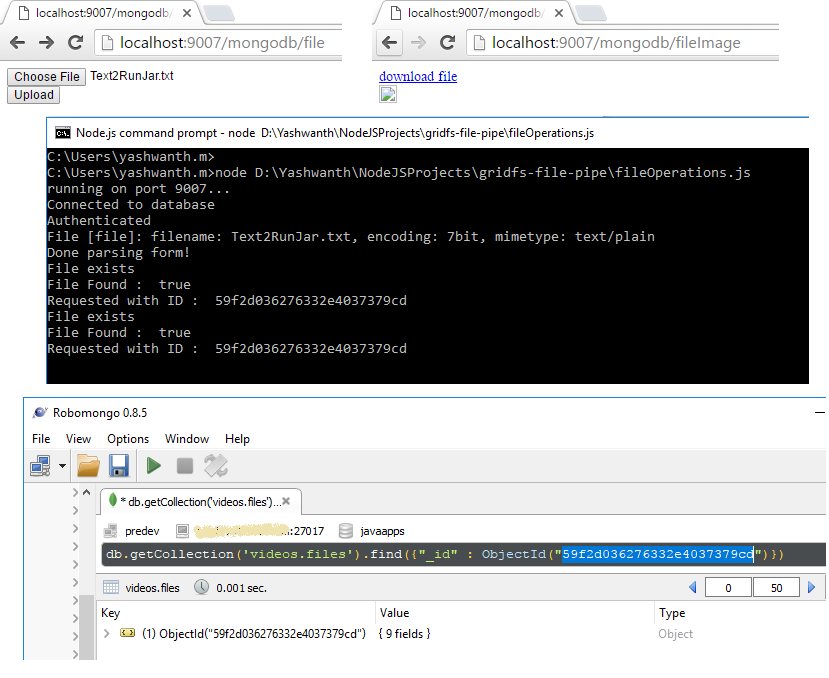 localhost:9007/mongodb/
localhost:9007/mongodb/file
Choose File Text2RunJar.txt
Upload
localhost:9007/mongodb/
localhost:9007/mongodb/fileImage
download file
Node.js command prompt - node D:\Yashwanth\NodeJSProjects\gridfs-file-pipe\fileOperations.js
C:\Users\yashwanth.m>
C:\Users\yashwanth.m>node D:\Yashwanth\NodeJSProjects\gridfs-file-pipe\fileOperations.js
running on port 9007...
Connected to database
Authenticated
File [file]: filename: Text2RunJar.txt, encoding: 7bit, mimetype: text/plain
Done parsing form!
File exists
File Found :  true
Requested with ID :  59f2d036276332e4037379cd
File exists
File Found :  true
Requested with ID :  59f2d036276332e4037379cd
Robomongo 0.8.5
File View Options Window Help
* db.getCollection('videos.files')...
predev :27017 javaapps
db.getCollection('videos.files').find({"_id" : ObjectId("59f2d036276332e4037379cd")})
videos.files 0.001 sec. 0 50
Key Value Type
(1) ObjectId("59f2d036276332e4037379cd") { 9 fields } Object